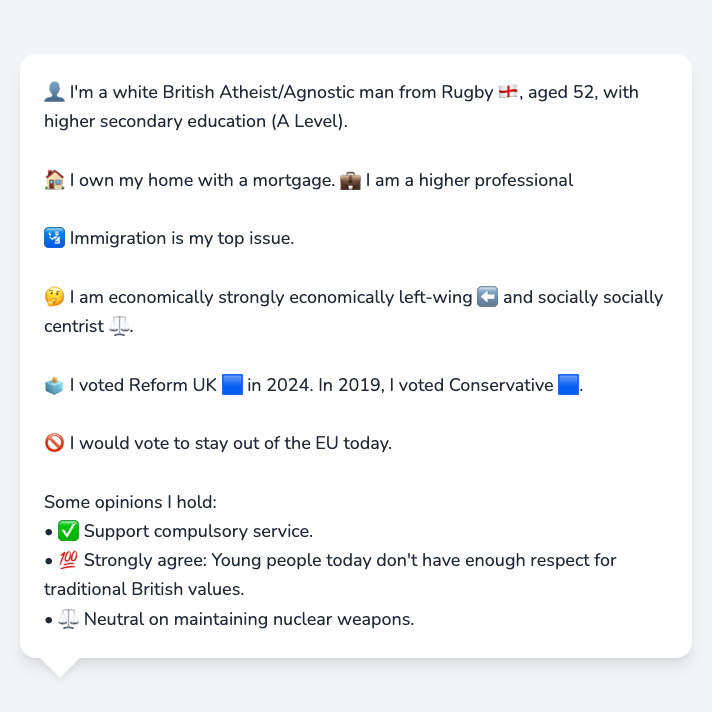 👤 I'm a white British Atheist/Agnostic man from Rugby 🏴󠁧󠁢󠁥󠁮󠁧󠁿, aged 52, with
higher secondary education (A Level).
🏠 I own my home with a mortgage. 💼 I am a higher professional
🛂 Immigration is my top issue.
🤔 I am economically strongly economically left-wing ⬅️ and socially socially
centrist ⚖️.
🗳️ I voted Reform UK 🟦 in 2024. In 2019, I voted Conservative 🟦.
🚫 I would vote to stay out of the EU today.
Some opinions I hold:
• ✅ Support compulsory service.
• 💯 Strongly agree: Young people today don't have enough respect for
traditional British values.
• ⚖️ Neutral on maintaining nuclear weapons.